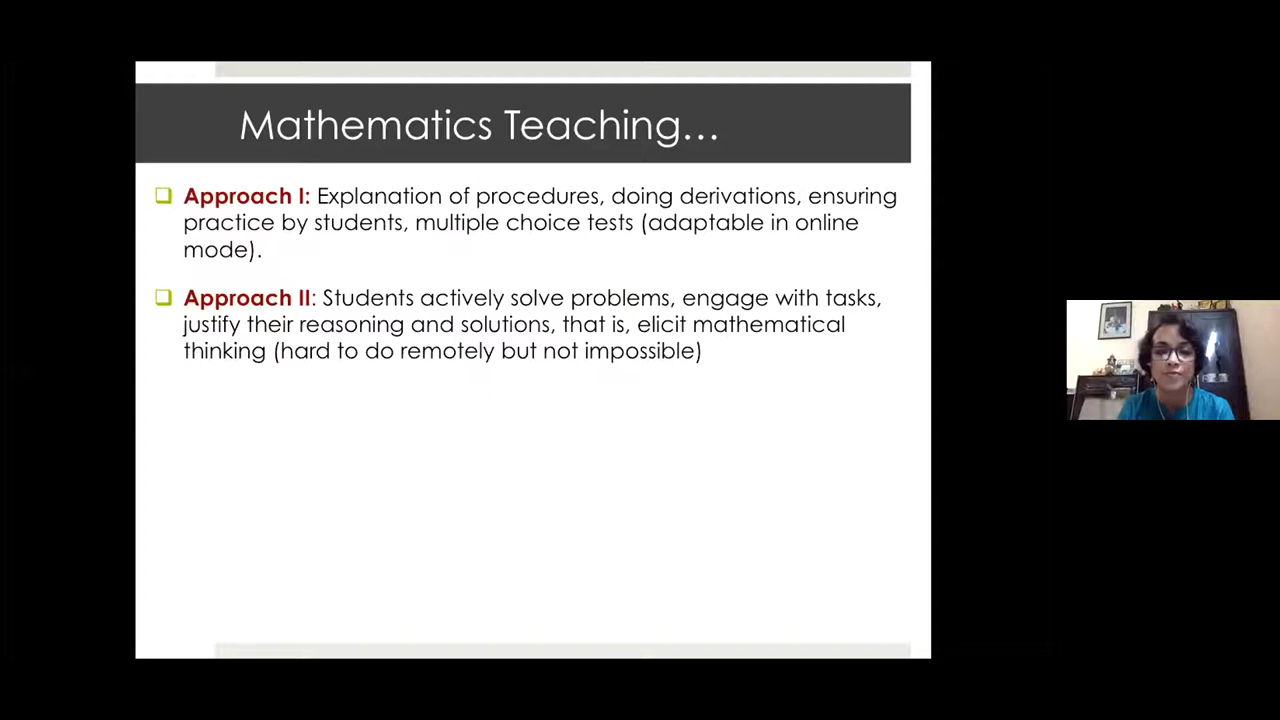 Mathematics Teaching…
Approach I: Explanation of procedures, doing derivations, ensuring
practice by students, multiple choice tests (adaptable in online
mode).
Approach II: Students actively solve problems, engage with tasks,
justify their reasoning and solutions, that is, elicit mathematical
thinking (hard to do remotely but not impossible)